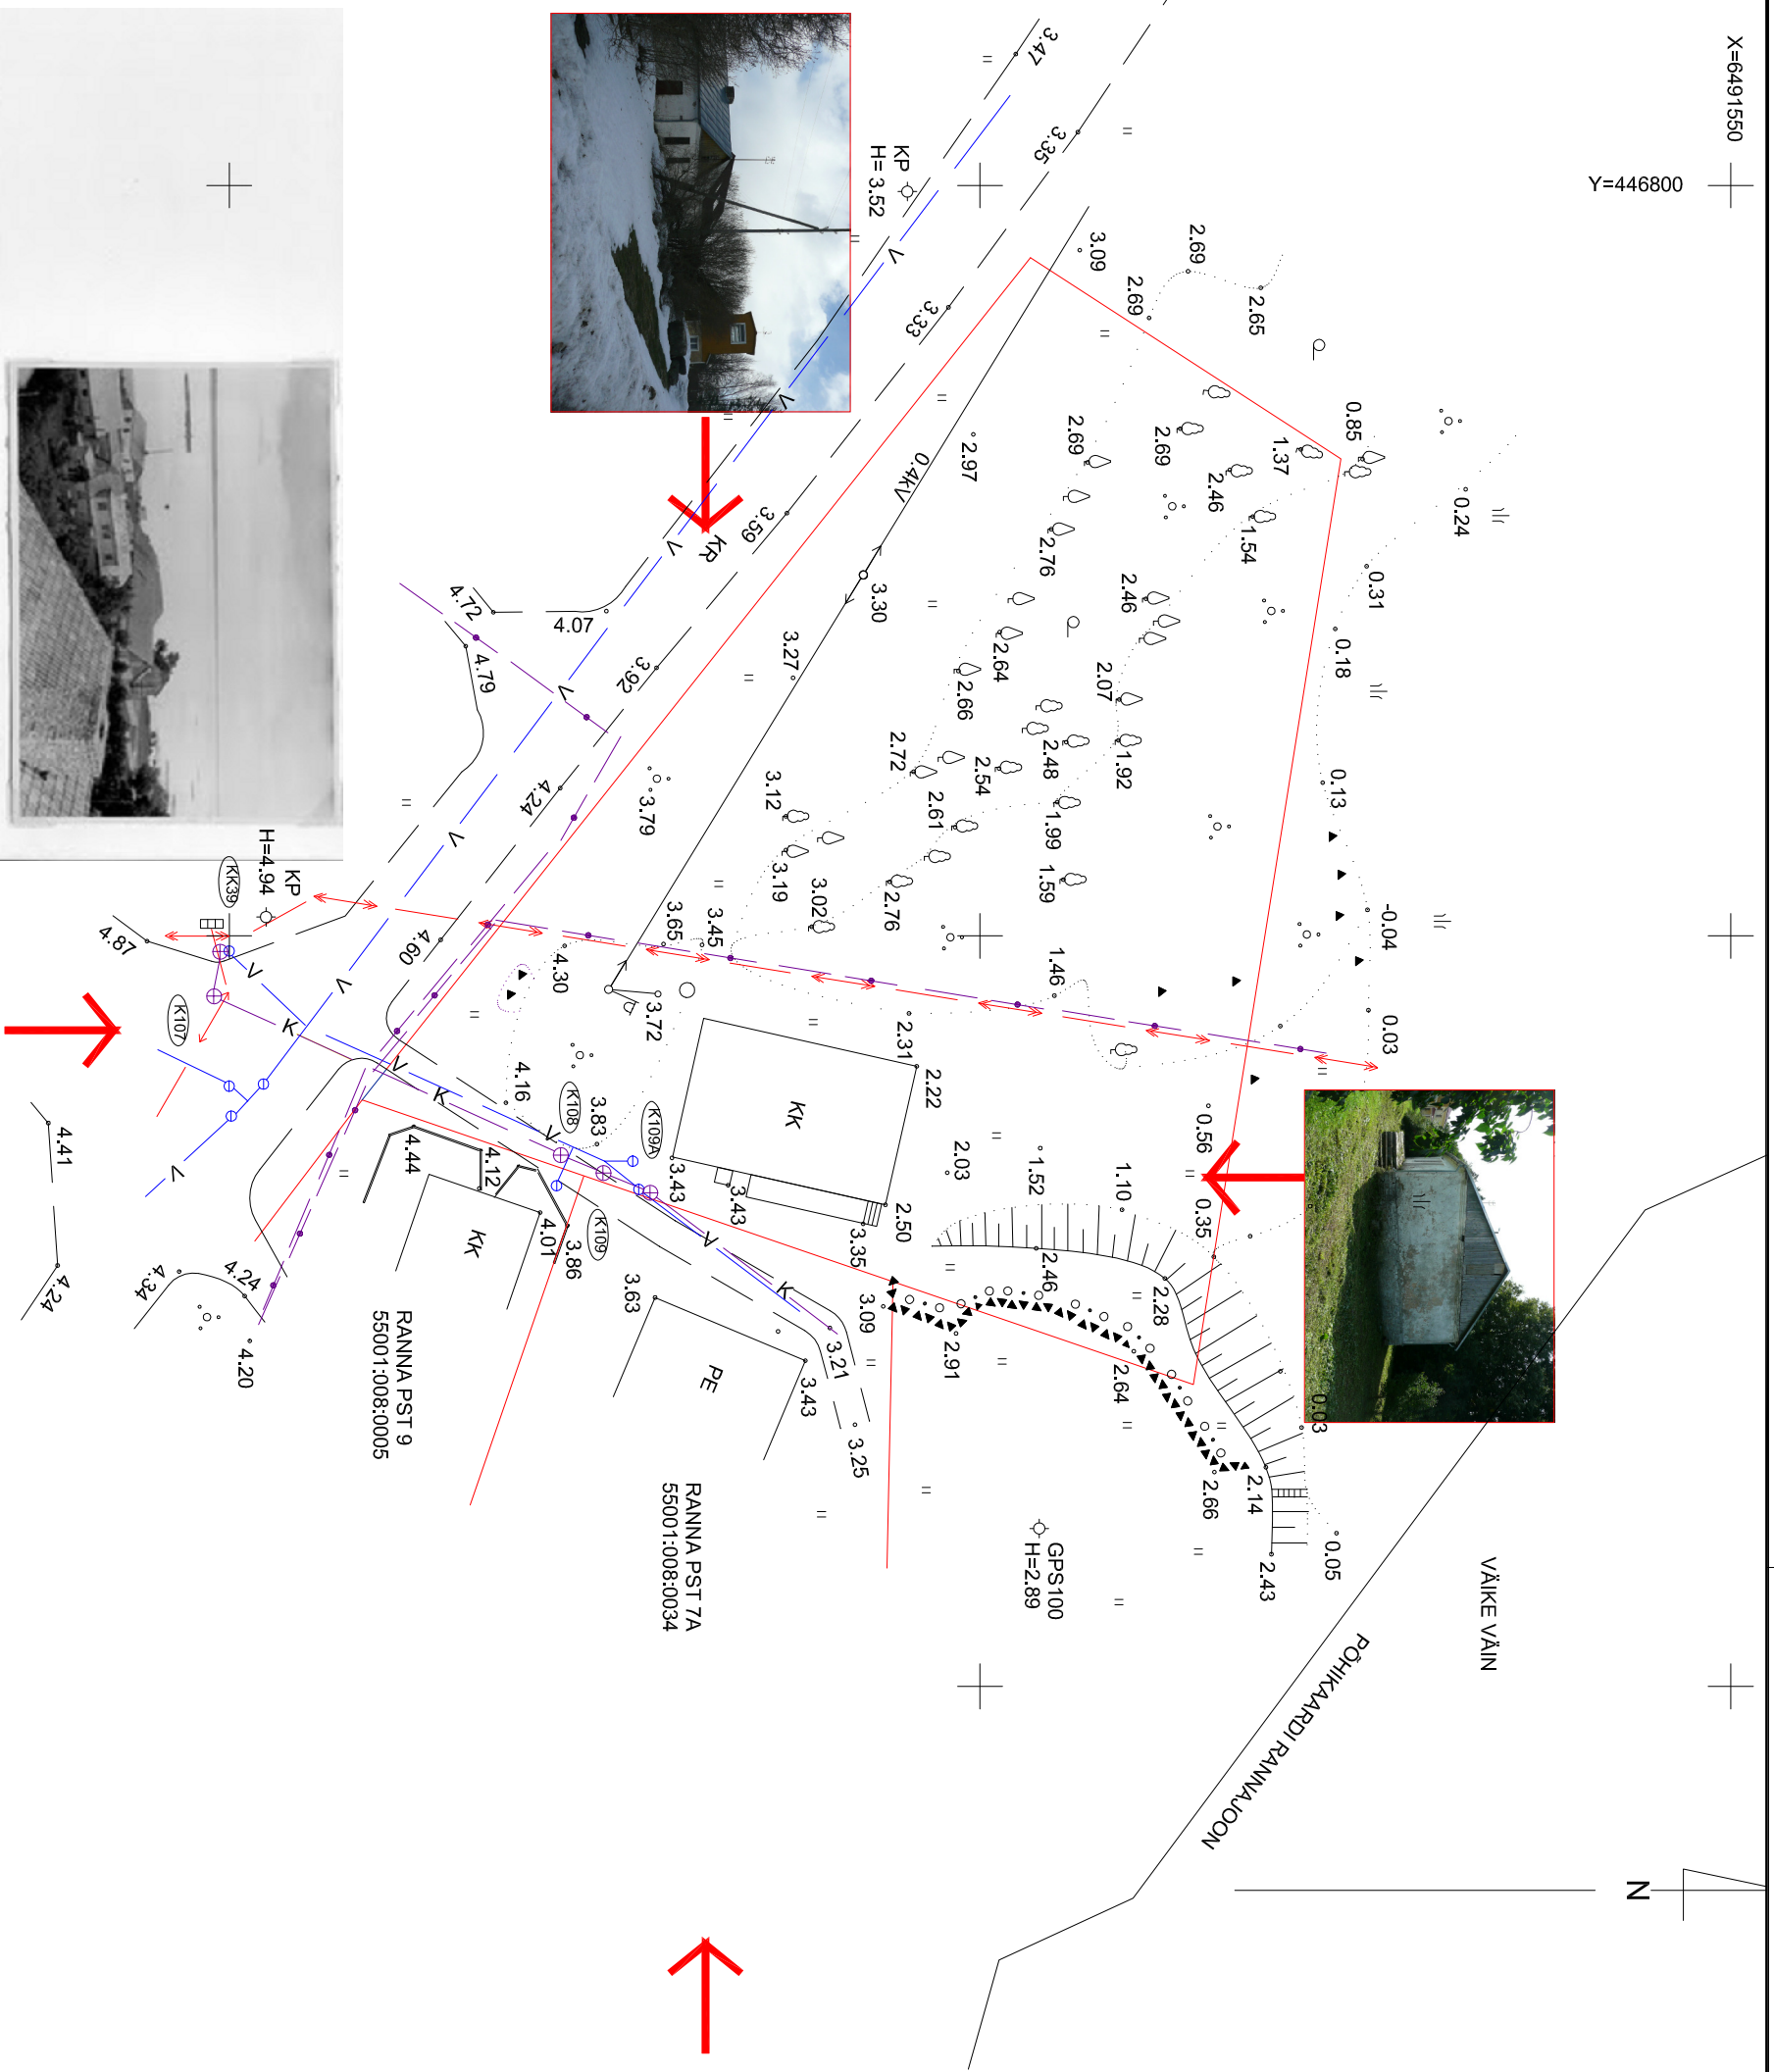 X=6491550
Y=446800
N
VÄIKE VÄIN
PÕHIKAARDI RANNAJOON
GPS100
H=2.89
RANNA PST 7A
55001:008:0034
RANNA PST 9
55001:008:0005
KP
H= 3.52
KP
H=4.94
KK39
K107
K108
K109A
K109
KK
KK
PE
KR
0.4kV
3.47
3.35
3.33
3.59
3.92
4.24
4.60
3.09
2.69
2.69
2.65
2.97
2.69
2.69
2.46
1.37
0.85
1.54
0.24
0.31
0.18
0.13
-0.04
0.03
2.76
2.46
2.07
1.92
2.64
2.66
2.72
2.54
2.48
2.61
1.99
1.59
2.76
3.12
3.19
3.02
3.30
3.27
3.79
3.65
3.45
4.30
3.72
4.16
3.83
1.46
2.31
2.22
2.03
2.50
3.43
3.43
3.35
1.52
1.10
0.56
0.35
2.46
2.28
3.09
2.91
2.64
2.66
2.14
2.43
0.03
0.05
4.72
4.07
4.79
4.87
4.41
4.24
4.34
4.24
4.20
4.44
4.12
4.01
3.86
3.63
3.43
3.21
3.25
V
V
V
V
V
V
V
V
V
V
V
V
K
K
K